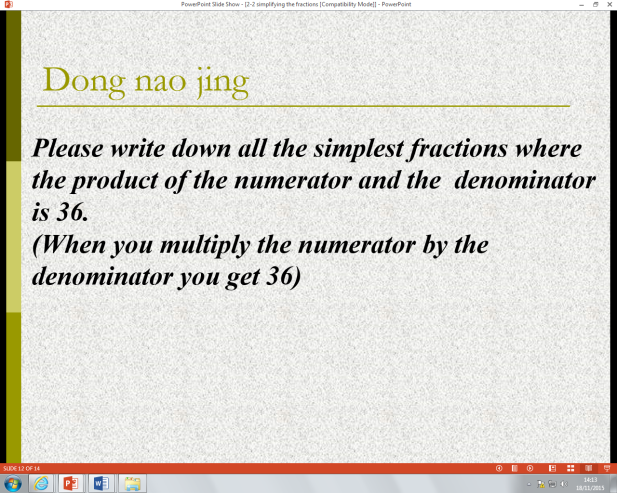 PowerPoint Slide Show - [2-2 simplifying the fractions [Compatibility Mode]] - PowerPoint
Dong nao jing
Please write down all the simplest fractions where
the product of the numerator and the denominator
is 36.
(When you multiply the numerator by the
denominator you get 36)
SLIDE 12 OF 14
14:13
18/11/2015